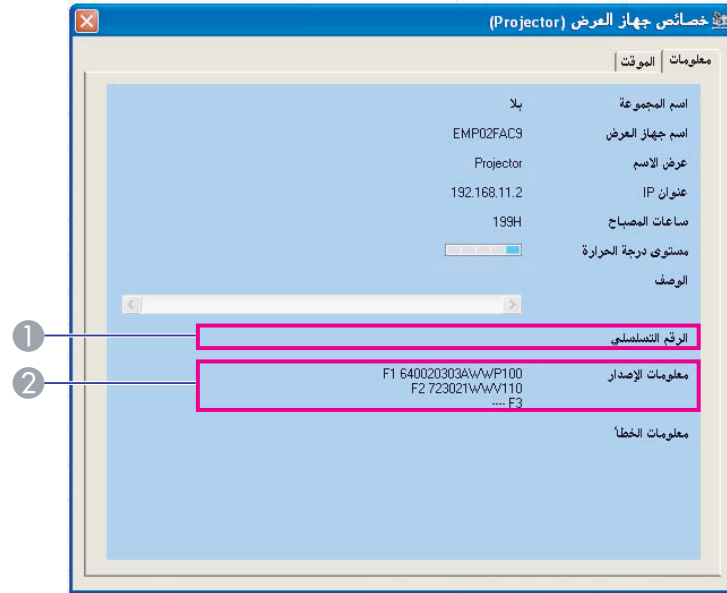 خصائص جهاز العرض (Projector)
معلومات الموقت
اسم المجموعة بلا
اسم جهاز العرض EMP02FAC9
عرض الاسم Projector
عنوان IP 192.168.11.2
ساعات المصباح 199H
مستوى درجة الحرارة
الوصف
1 الرقم التسلسلي
2 معلومات الإصدار F1 640020303AWWP100
F2 723021WWV110
---- F3
معلومات الخطأ